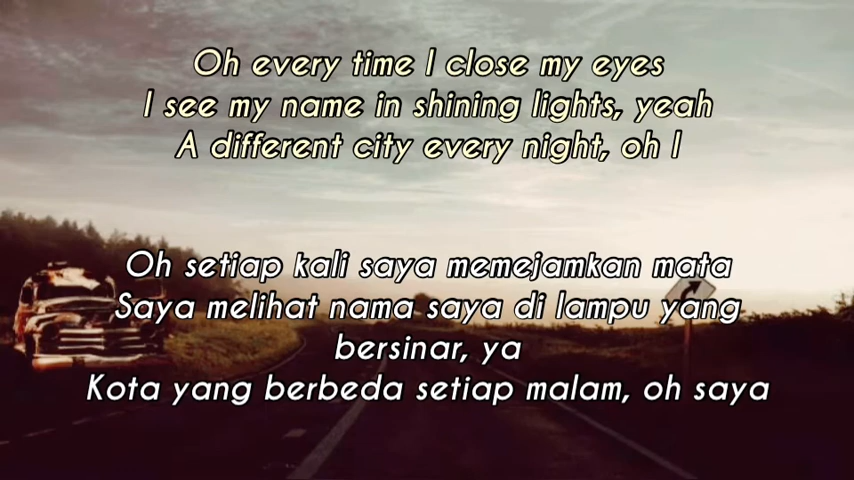 Oh every time I close my eyes
I see my name in shining lights, yeah
A different city every night, oh I
Oh setiap kali saya memejamkan mata
Saya melihat nama saya di lampu yang
bersinar, ya
Kota yang berbeda setiap malam, oh saya